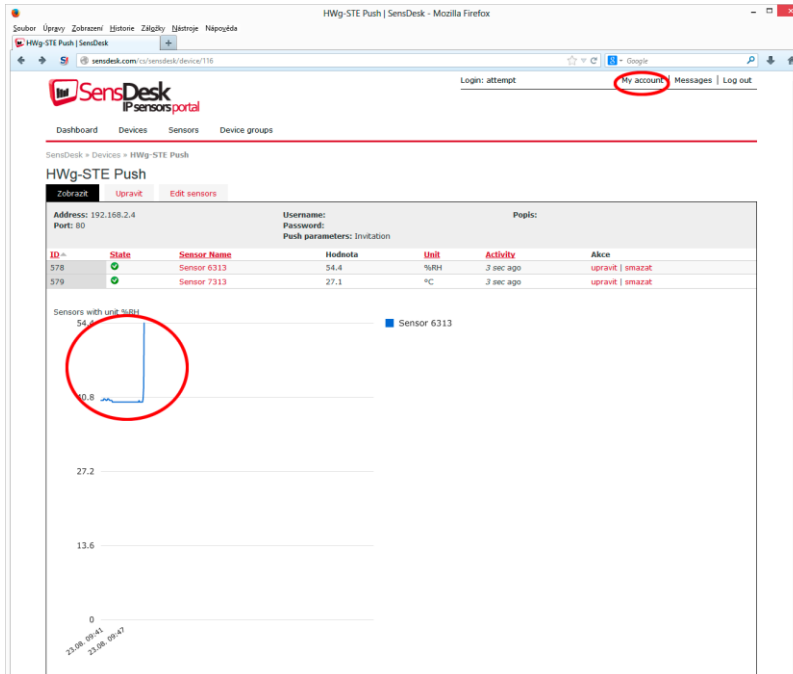 HWg-STE Push | SensDesk - Mozilla Firefox
Soubor Úpravy Zobrazení Historie Záložky Nástroje Nápověda
HWg-STE Push | SensDesk
sensdesk.com/cs/sensdesk/device/116
Google
SensDesk
IP sensors portal
Login: attempt
My account | Messages | Log out
Dashboard Devices Sensors Device groups
SensDesk » Devices » HWg-STE Push
HWg-STE Push
Zobrazit Upravit Edit sensors
Address: 192.168.2.4 Username: Popis:
Port: 80 Password:
Push parameters: Invitation
ID State Sensor Name Hodnota Unit Activity Akce
578 Sensor 6313 54.4 %RH 3 sec ago upravit | smazat
579 Sensor 7313 27.1 °C 3 sec ago upravit | smazat
Sensors with unit %RH
54.4
Sensor 6313
40.8
27.2
13.6
0
23.08. 09:41
23.08. 09:47